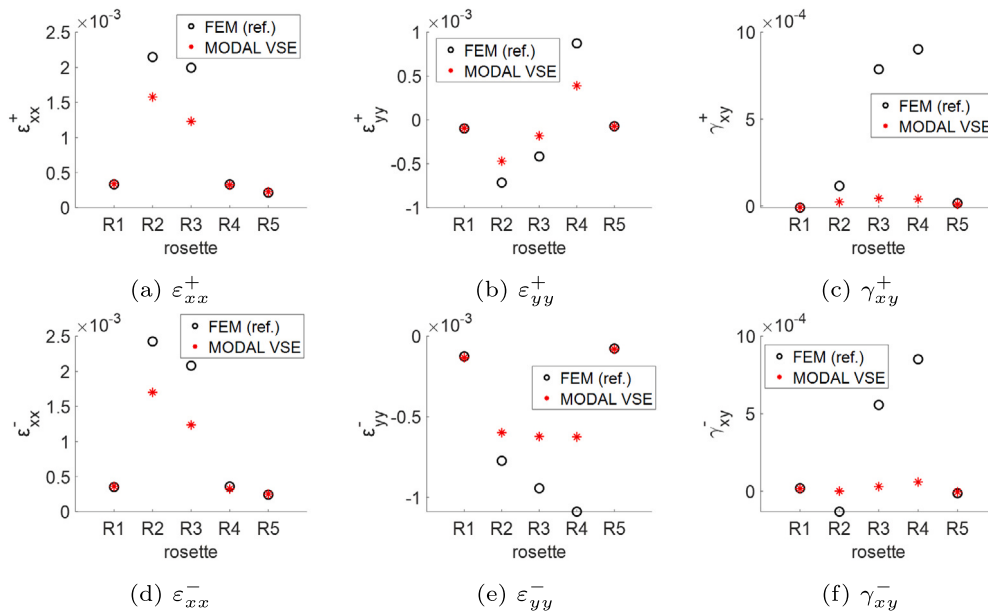 ×10⁻³
2.5
2
1.5
1
0.5
0
ε⁺xx
FEM (ref.)
MODAL VSE
R1 R2 R3 R4 R5
rosette
(a) ε⁺xx
×10⁻³
1
0.5
0
-0.5
-1
ε⁺yy
FEM (ref.)
MODAL VSE
R1 R2 R3 R4 R5
rosette
(b) ε⁺yy
×10⁻⁴
10
5
0
γ⁺xy
FEM (ref.)
MODAL VSE
R1 R2 R3 R4 R5
rosette
(c) γ⁺xy
×10⁻³
2.5
2
1.5
1
0.5
0
ε⁻xx
FEM (ref.)
MODAL VSE
R1 R2 R3 R4 R5
rosette
(d) ε⁻xx
×10⁻³
0
-0.5
-1
ε⁻yy
FEM (ref.)
MODAL VSE
R1 R2 R3 R4 R5
rosette
(e) ε⁻yy
×10⁻⁴
10
5
0
γ⁻xy
FEM (ref.)
MODAL VSE
R1 R2 R3 R4 R5
rosette
(f) γ⁻xy